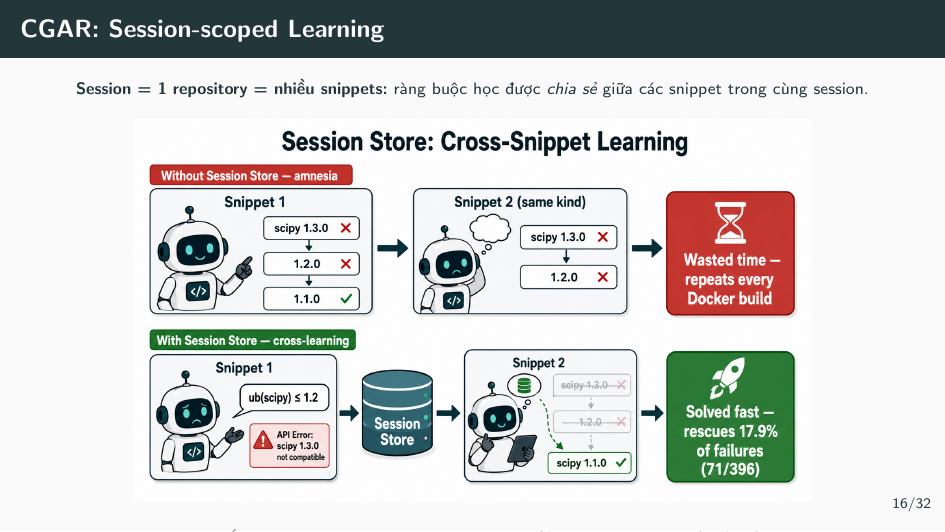 CGAR: Session-scoped Learning
Session = 1 repository = nhiều snippets: ràng buộc học được chia sẻ giữa các snippet trong cùng session.
Session Store: Cross-Snippet Learning
Without Session Store — amnesia
Snippet 1
scipy 1.3.0
1.2.0
1.1.0
</>
Snippet 2 (same kind)
scipy 1.3.0
1.2.0
</>
Wasted time —
repeats every
Docker build
With Session Store — cross-learning
Snippet 1
ub(scipy) ≤ 1.2
API Error:
scipy 1.3.0
not compatible
</>
Session
Store
Snippet 2
scipy 1.3.0
1.2.0
scipy 1.1.0
</>
Solved fast —
rescues 17.9%
of failures
(71/396)
16/32